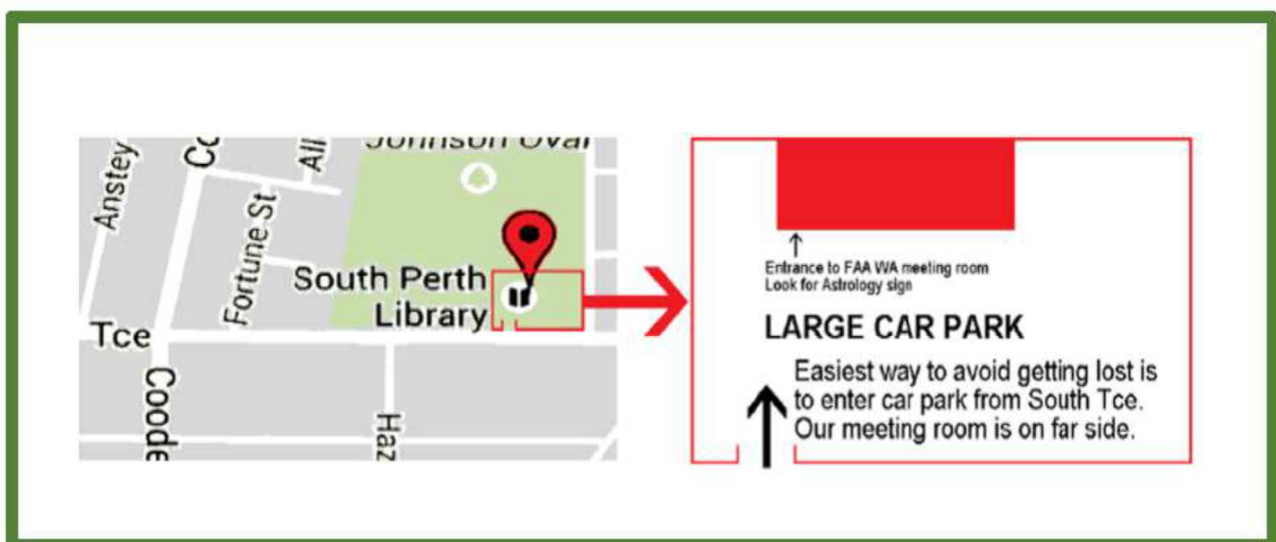 Johnson Oval
Anstey
Co
All
Fortune St
South Perth
Library
Tce
Coode
Haz
Entrance to FAA WA meeting room
Look for Astrology sign
LARGE CAR PARK
Easiest way to avoid getting lost is
to enter car park from South Tce.
Our meeting room is on far side.